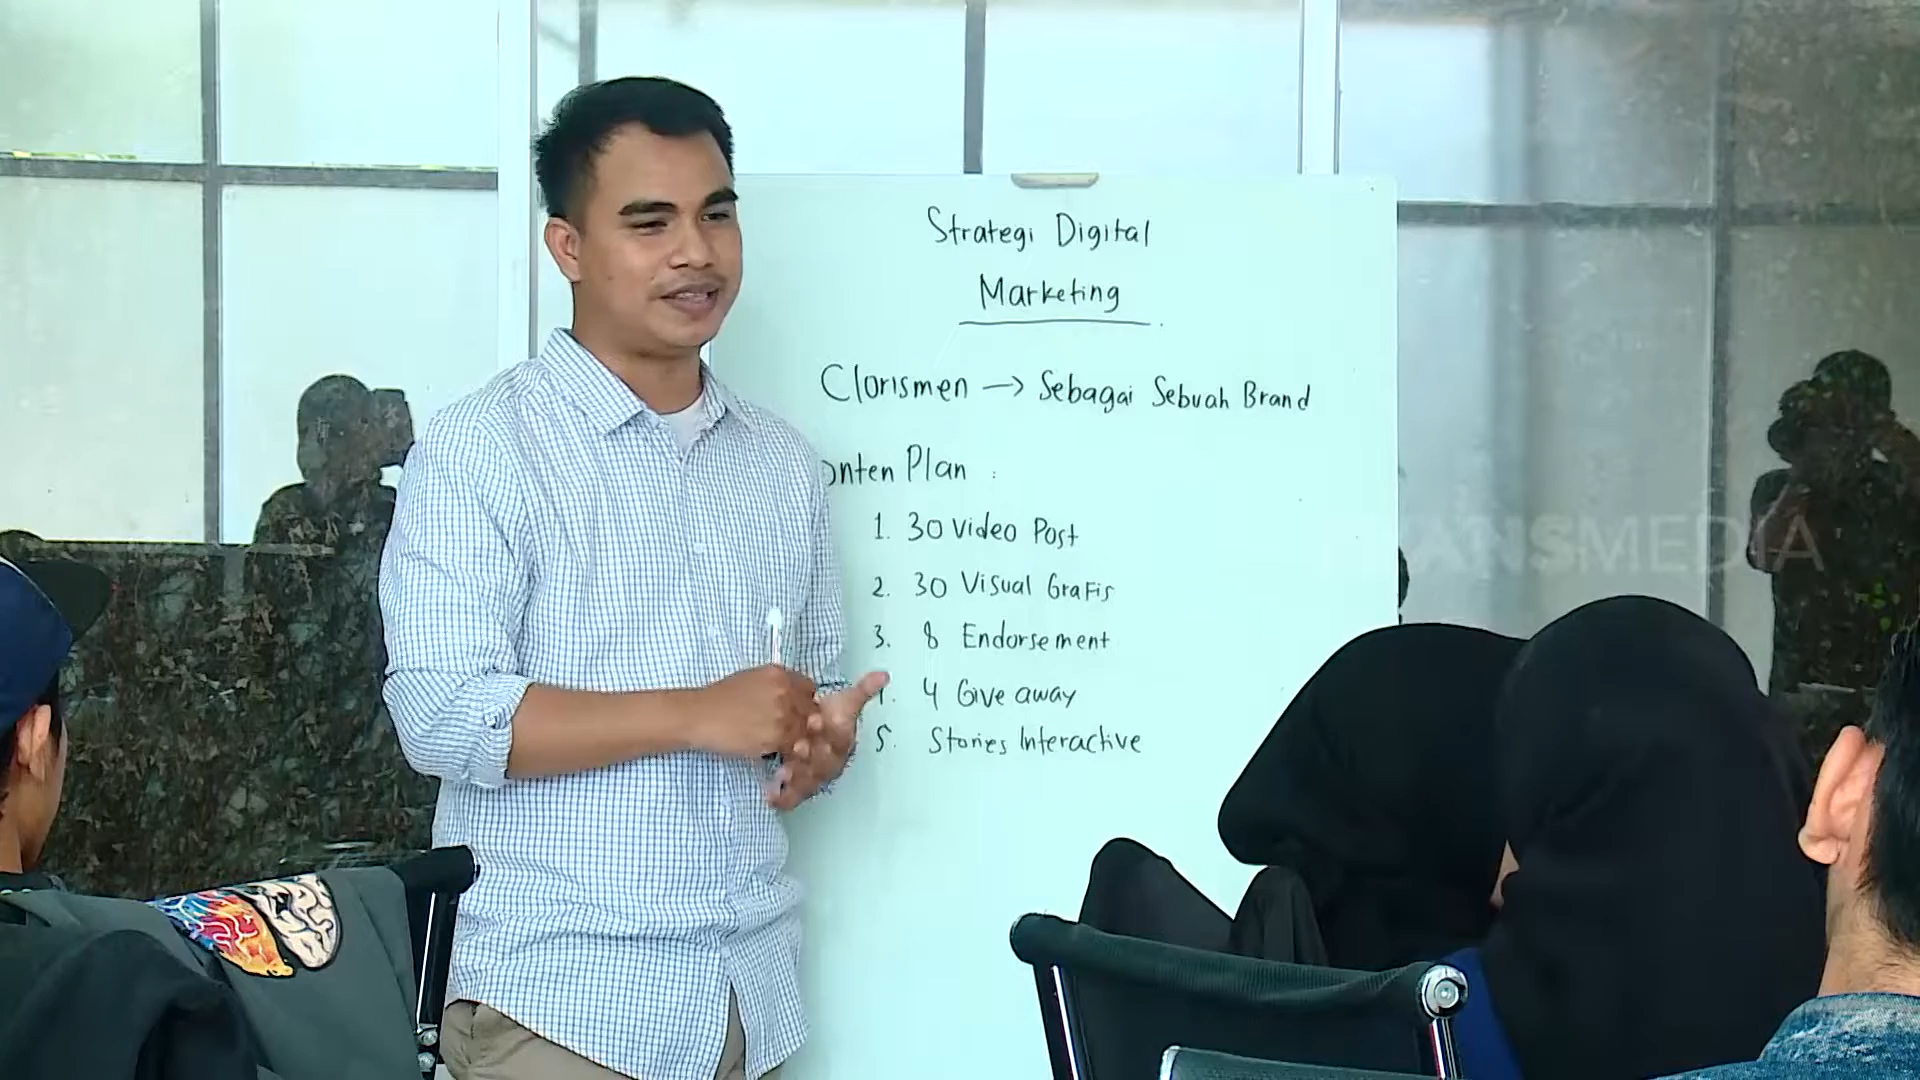 Strategi Digital
Marketing
Clorismen → Sebagai Sebuah Brand
onten Plan :
1. 30 Video Post
2. 30 Visual Grafis
3. 8 Endorsement
4 Give away
5. Stories Interactive
TRANSMEDIA